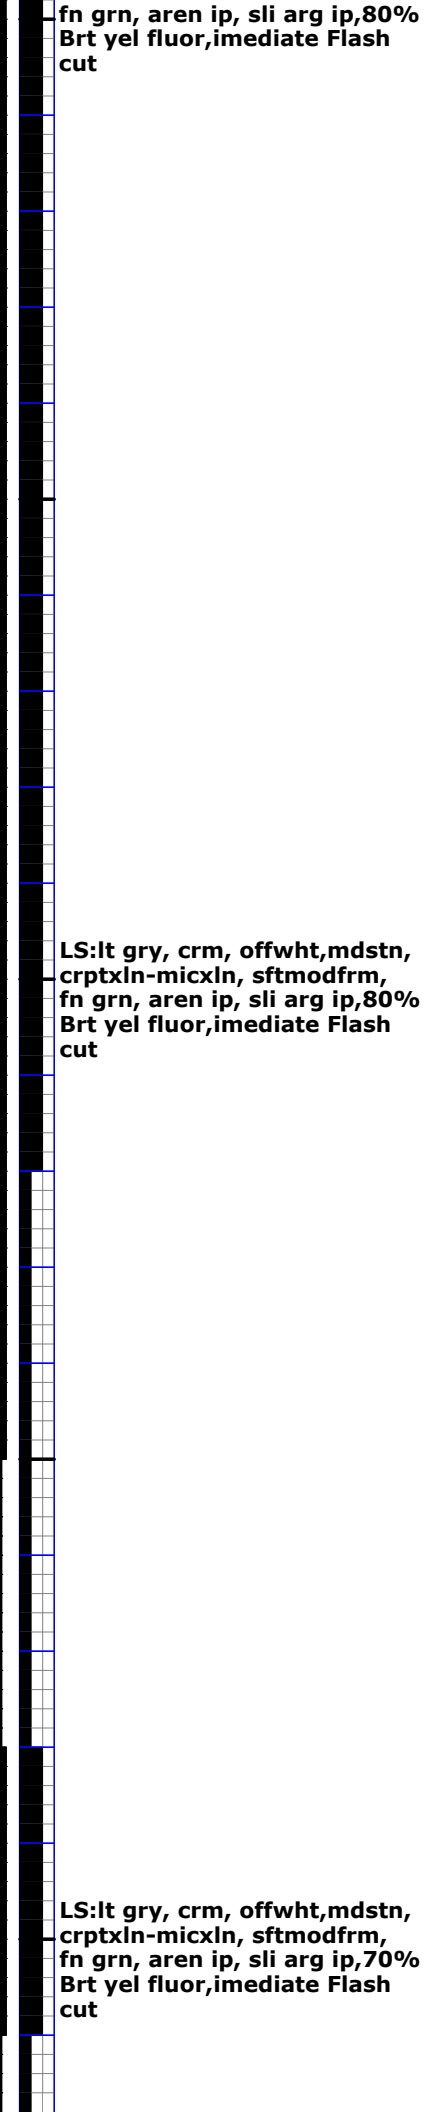 fn grn, aren ip, sli arg ip,80%
Brt yel fluor,imediate Flash
cut
LS:lt gry, crm, offwht,mdstn,
crptxln-micxln, sftmodfrm,
fn grn, aren ip, sli arg ip,80%
Brt yel fluor,imediate Flash
cut
LS:lt gry, crm, offwht,mdstn,
crptxln-micxln, sftmodfrm,
fn grn, aren ip, sli arg ip,70%
Brt yel fluor,imediate Flash
cut